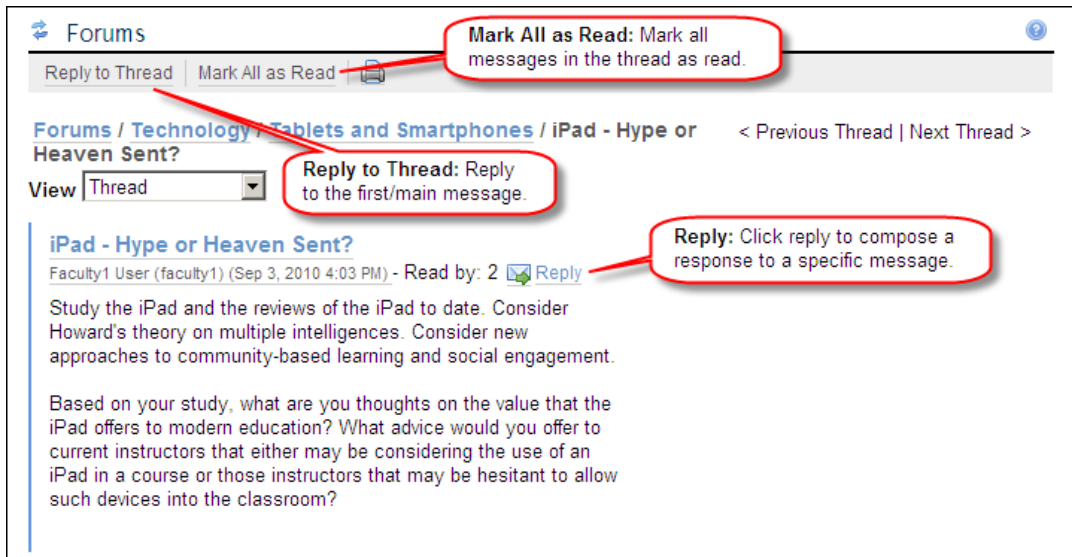 Forums
Mark All as Read: Mark all
messages in the thread as read.
Reply to Thread Mark All as Read
Forums / Technology / Tablets and Smartphones / iPad - Hype or
Heaven Sent?
< Previous Thread | Next Thread >
Reply to Thread: Reply
to the first/main message.
View Thread
iPad - Hype or Heaven Sent?
Faculty1 User (faculty1) (Sep 3, 2010 4:03 PM) - Read by: 2 Reply
Reply: Click reply to compose a
response to a specific message.
Study the iPad and the reviews of the iPad to date. Consider
Howard's theory on multiple intelligences. Consider new
approaches to community-based learning and social engagement.
Based on your study, what are you thoughts on the value that the
iPad offers to modern education? What advice would you offer to
current instructors that either may be considering the use of an
iPad in a course or those instructors that may be hesitant to allow
such devices into the classroom?